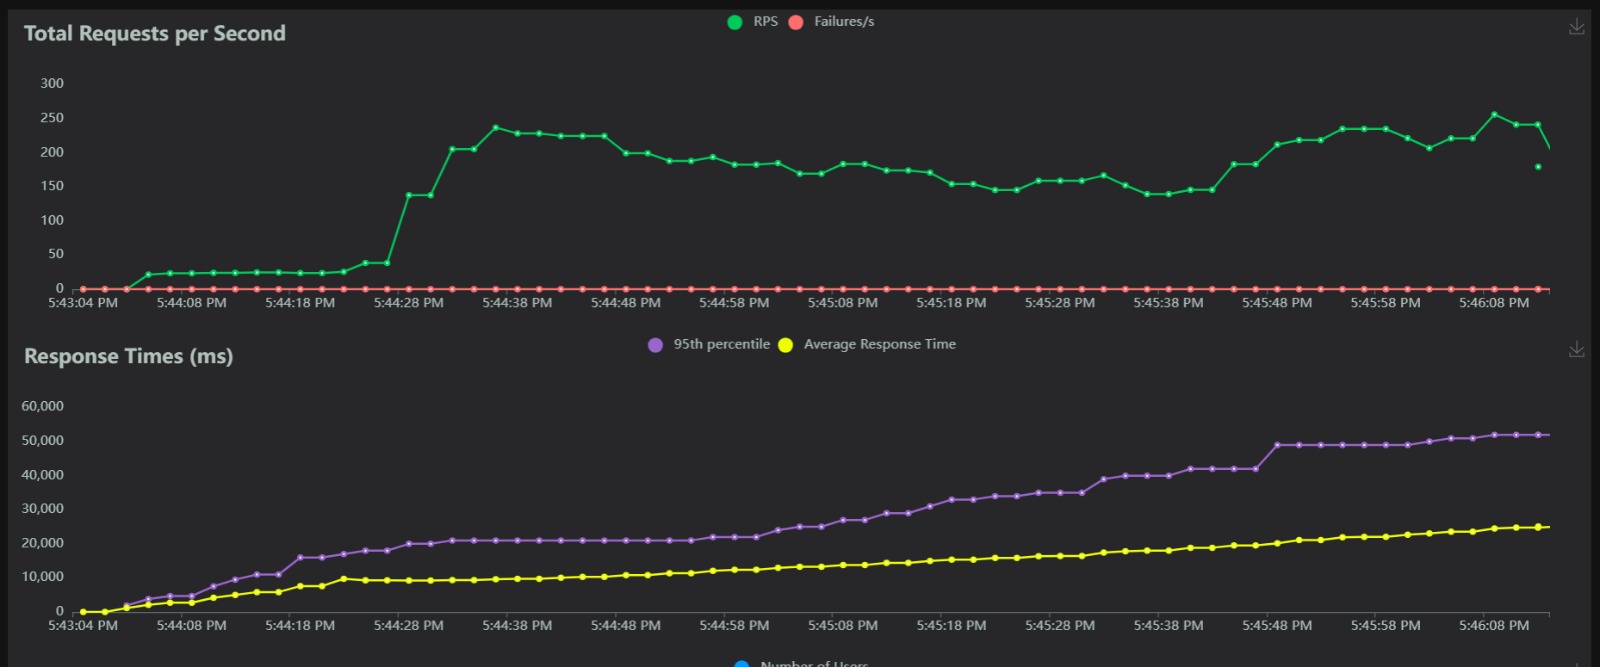 RPS Failures/s
Total Requests per Second
300
250
200
150
100
50
0
5:43:04 PM 5:44:08 PM 5:44:18 PM 5:44:28 PM 5:44:38 PM 5:44:48 PM 5:44:58 PM 5:45:08 PM 5:45:18 PM 5:45:28 PM 5:45:38 PM 5:45:48 PM 5:45:58 PM 5:46:08 PM
95th percentile Average Response Time
Response Times (ms)
60,000
50,000
40,000
30,000
20,000
10,000
0
5:43:04 PM 5:44:08 PM 5:44:18 PM 5:44:28 PM 5:44:38 PM 5:44:48 PM 5:44:58 PM 5:45:08 PM 5:45:18 PM 5:45:28 PM 5:45:38 PM 5:45:48 PM 5:45:58 PM 5:46:08 PM
Number of Users